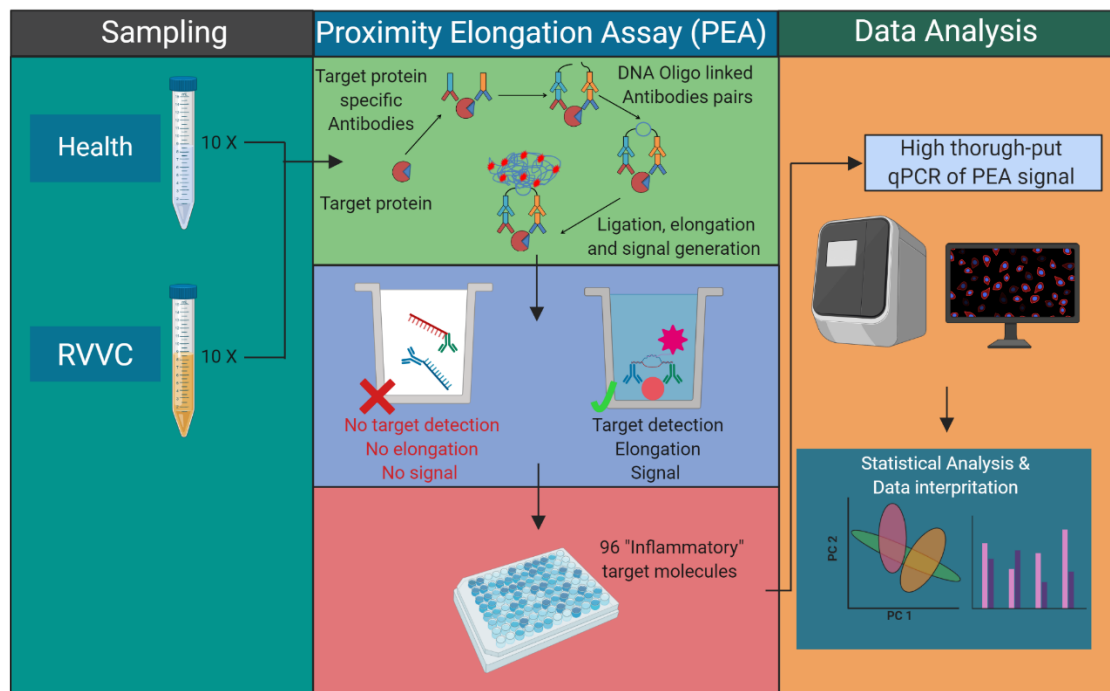 Sampling
Health
10 X
RVVC
10 X
Proximity Elongation Assay (PEA)
Target protein
specific
Antibodies
DNA Oligo linked
Antibodies pairs
Target protein
Ligation, elongation
and signal generation
No target detection
No elongation
No signal
Target detection
Elongation
Signal
96 "Inflammatory"
target molecules
Data Analysis
High thorugh-put
qPCR of PEA signal
Statistical Analysis &
Data interpritation
PC 2
PC 1